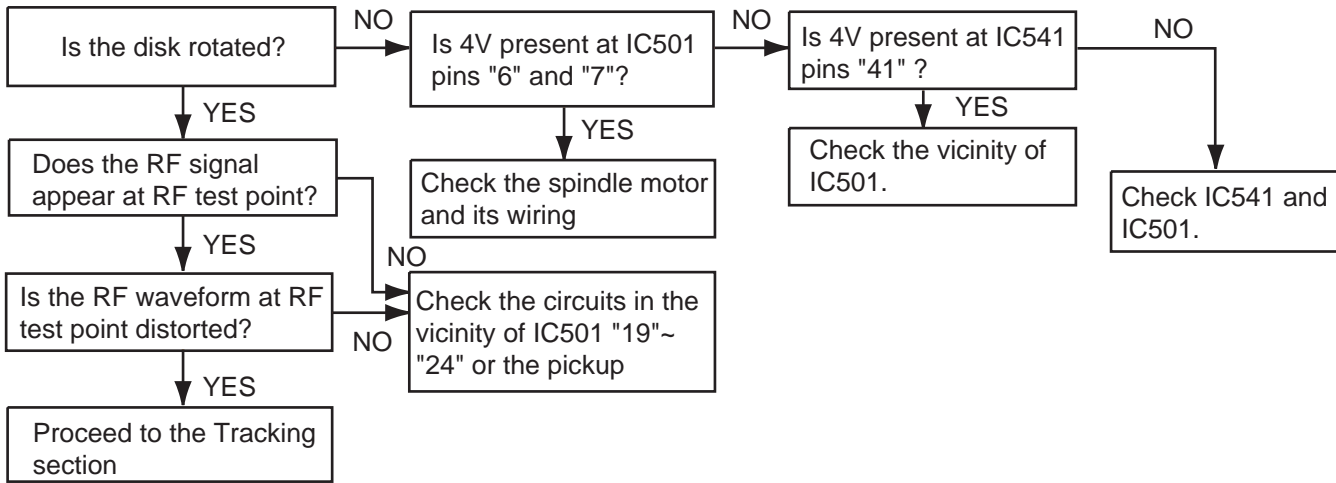 Is the disk rotated?
NO
Is 4V present at IC501
pins "6" and "7"?
NO
Is 4V present at IC541
pins "41" ?
NO
YES
YES
YES
Does the RF signal
appear at RF test point?
Check the spindle motor
and its wiring
Check the vicinity of
IC501.
Check IC541 and
IC501.
YES
NO
Is the RF waveform at RF
test point distorted?
NO
Check the circuits in the
vicinity of IC501 "19"~
"24" or the pickup
YES
Proceed to the Tracking
section